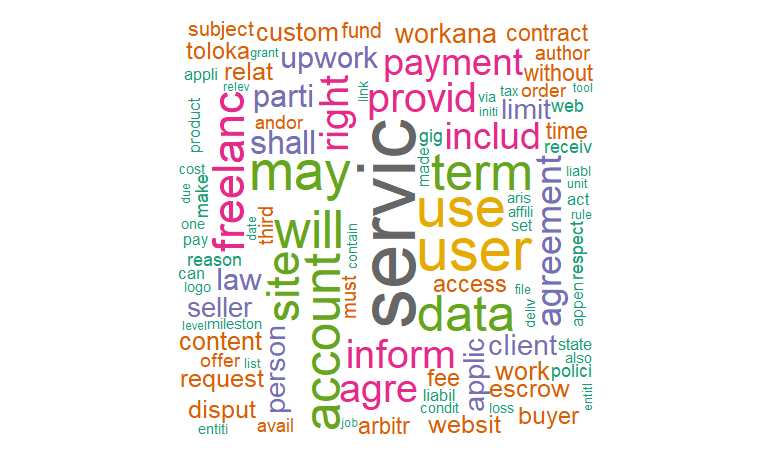 subject
custom
fund
workana
contract
toloka
grant
upwork
payment
author
appli
relat
without
relev
link
via
tax
order
tool
product
freelanc
parti
right
provid
initi
limit
web
andor
shall
gig
includ
time
receiv
made
cost
due
make
may
servic
term
agreement
liabl
unit
one
date
third
will
use
aris
affili
set
act
rule
pay
contain
user
respect
reason
site
account
can
logo
law
must
access
file
deliv
appen
seller
data
level
mileston
content
person
inform
applic
client
state
also
offer
list
request
agre
fee
work
polici
liabil
escrow
entitl
disput
condit
loss
buyer
entiti
avail
job
arbitr
websit